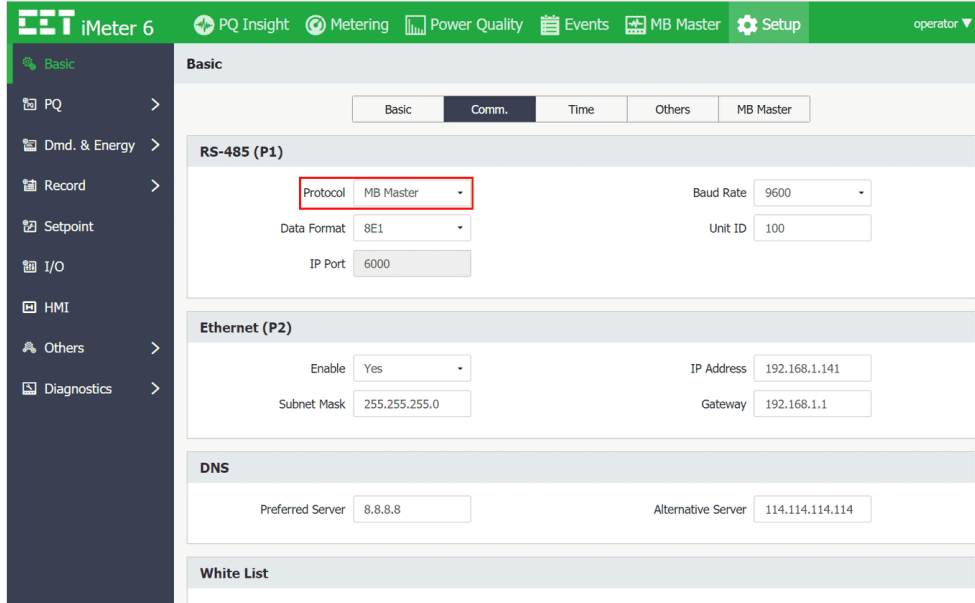 CET iMeter 6 PQ Insight Metering Power Quality Events MB Master Setup operator
Basic
PQ
Dmd. & Energy
Record
Setpoint
I/O
HMI
Others
Diagnostics
Basic
Basic Comm. Time Others MB Master
RS-485 (P1)
Protocol MB Master Baud Rate 9600
Data Format 8E1 Unit ID 100
IP Port 6000
Ethernet (P2)
Enable Yes IP Address 192.168.1.141
Subnet Mask 255.255.255.0 Gateway 192.168.1.1
DNS
Preferred Server 8.8.8.8 Alternative Server 114.114.114.114
White List